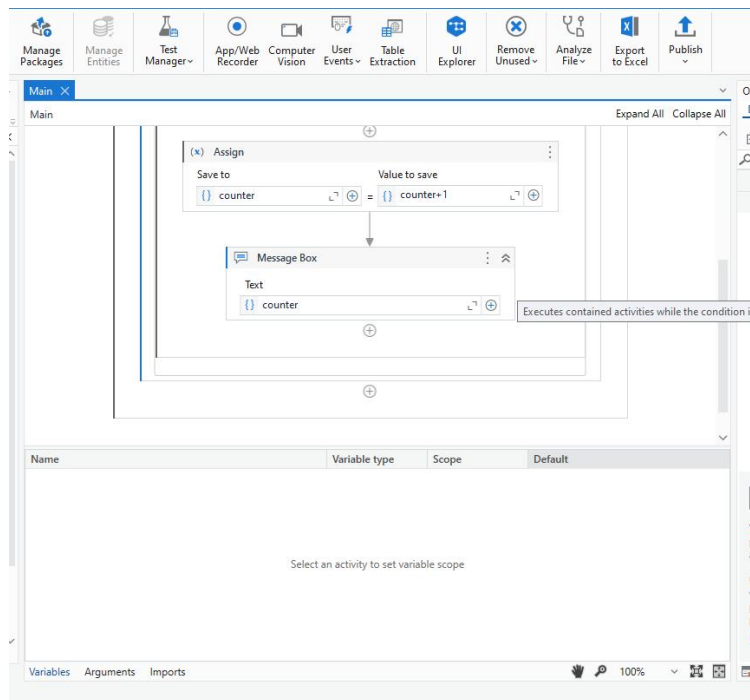 Manage Packages
Manage Entities
Test Manager
App/Web Recorder
Computer Vision
User Events
Table Extraction
UI Explorer
Remove Unused
Analyze File
Export to Excel
Publish
Main
Main
Expand All Collapse All
(x) Assign
Save to Value to save
{} counter = {} counter+1
Message Box
Text
{} counter
Executes contained activities while the condition i
Name Variable type Scope Default
Select an activity to set variable scope
Variables Arguments Imports 100%